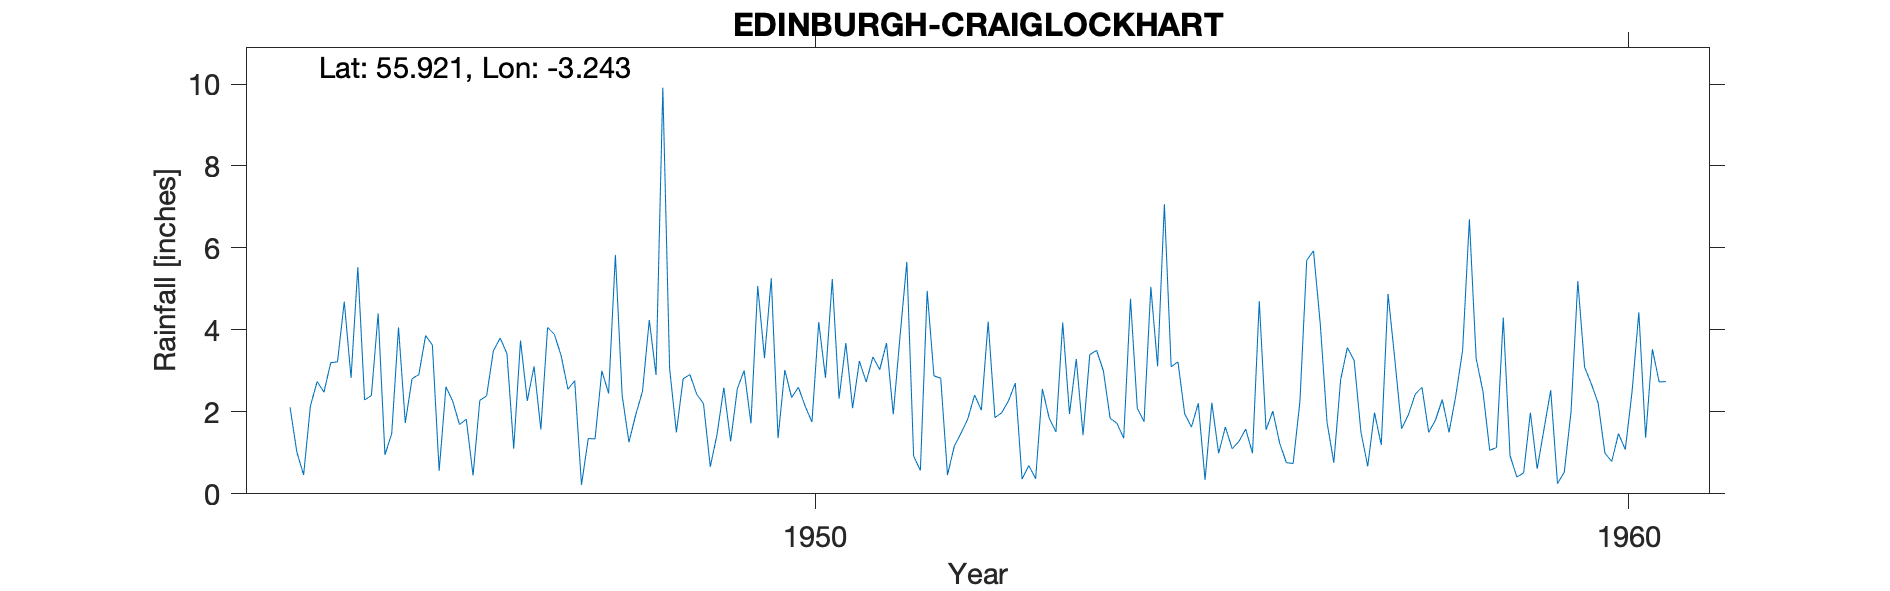 EDINBURGH-CRAIGLOCKHART
Lat: 55.921, Lon: -3.243
10
8
6
4
2
0
Rainfall [inches]
1950
1960
Year